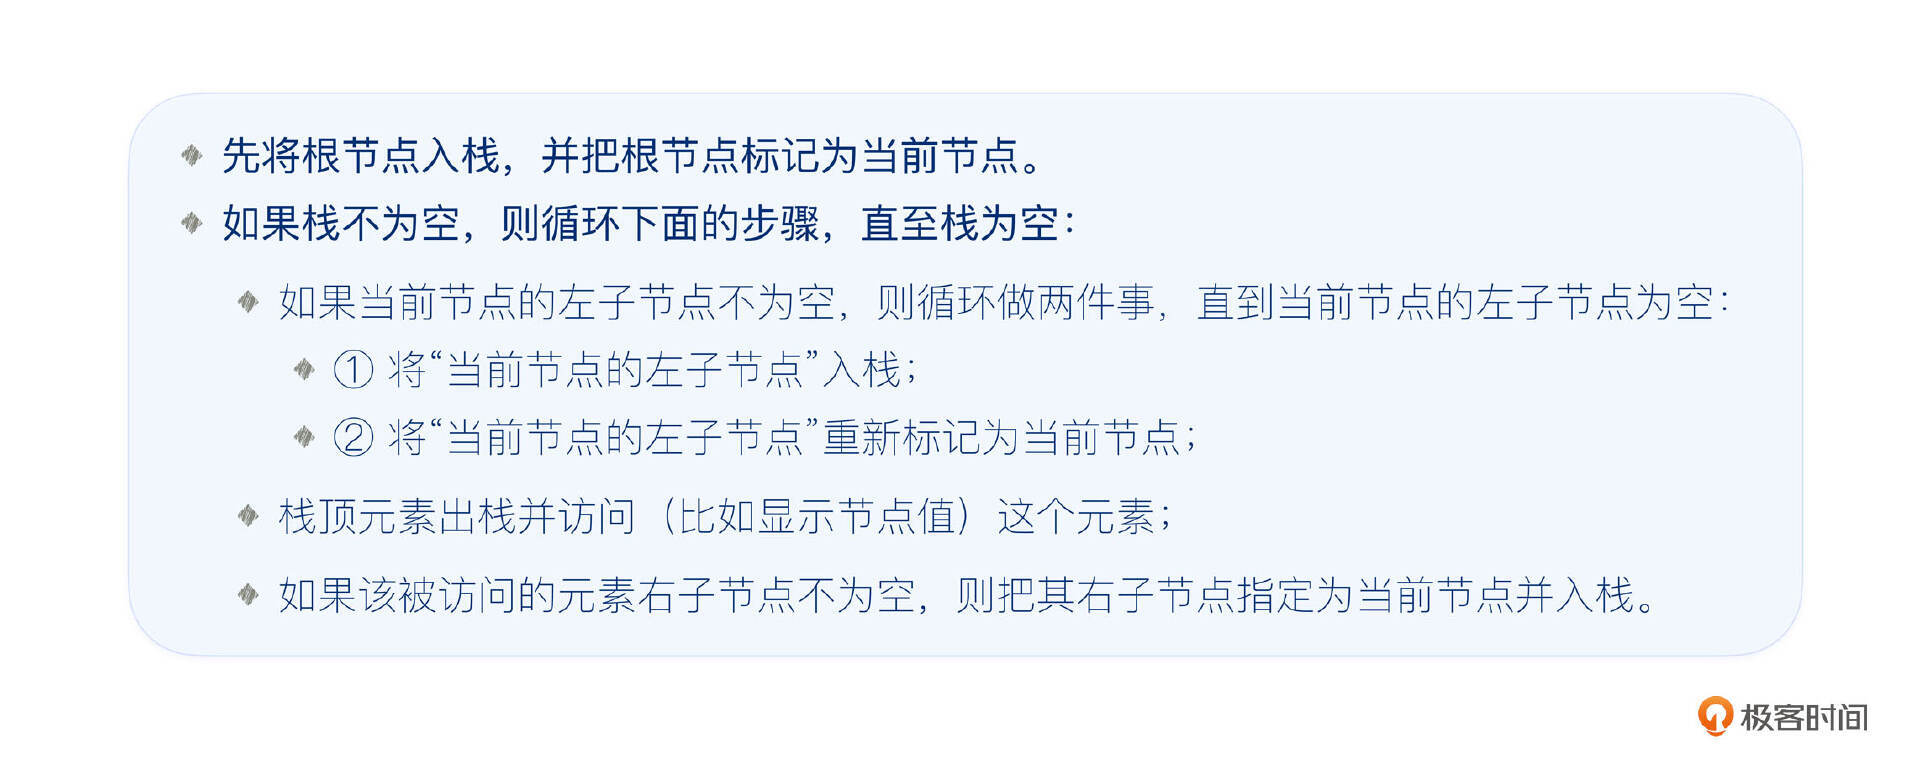 先将根节点入栈，并把根节点标记为当前节点。
如果栈不为空，则循环下面的步骤，直至栈为空：
如果当前节点的左子节点不为空，则循环做两件事，直到当前节点的左子节点为空：
① 将“当前节点的左子节点”入栈；
② 将“当前节点的左子节点”重新标记为当前节点；
栈顶元素出栈并访问（比如显示节点值）这个元素；
如果该被访问的元素右子节点不为空，则把其右子节点指定为当前节点并入栈。
极客时间